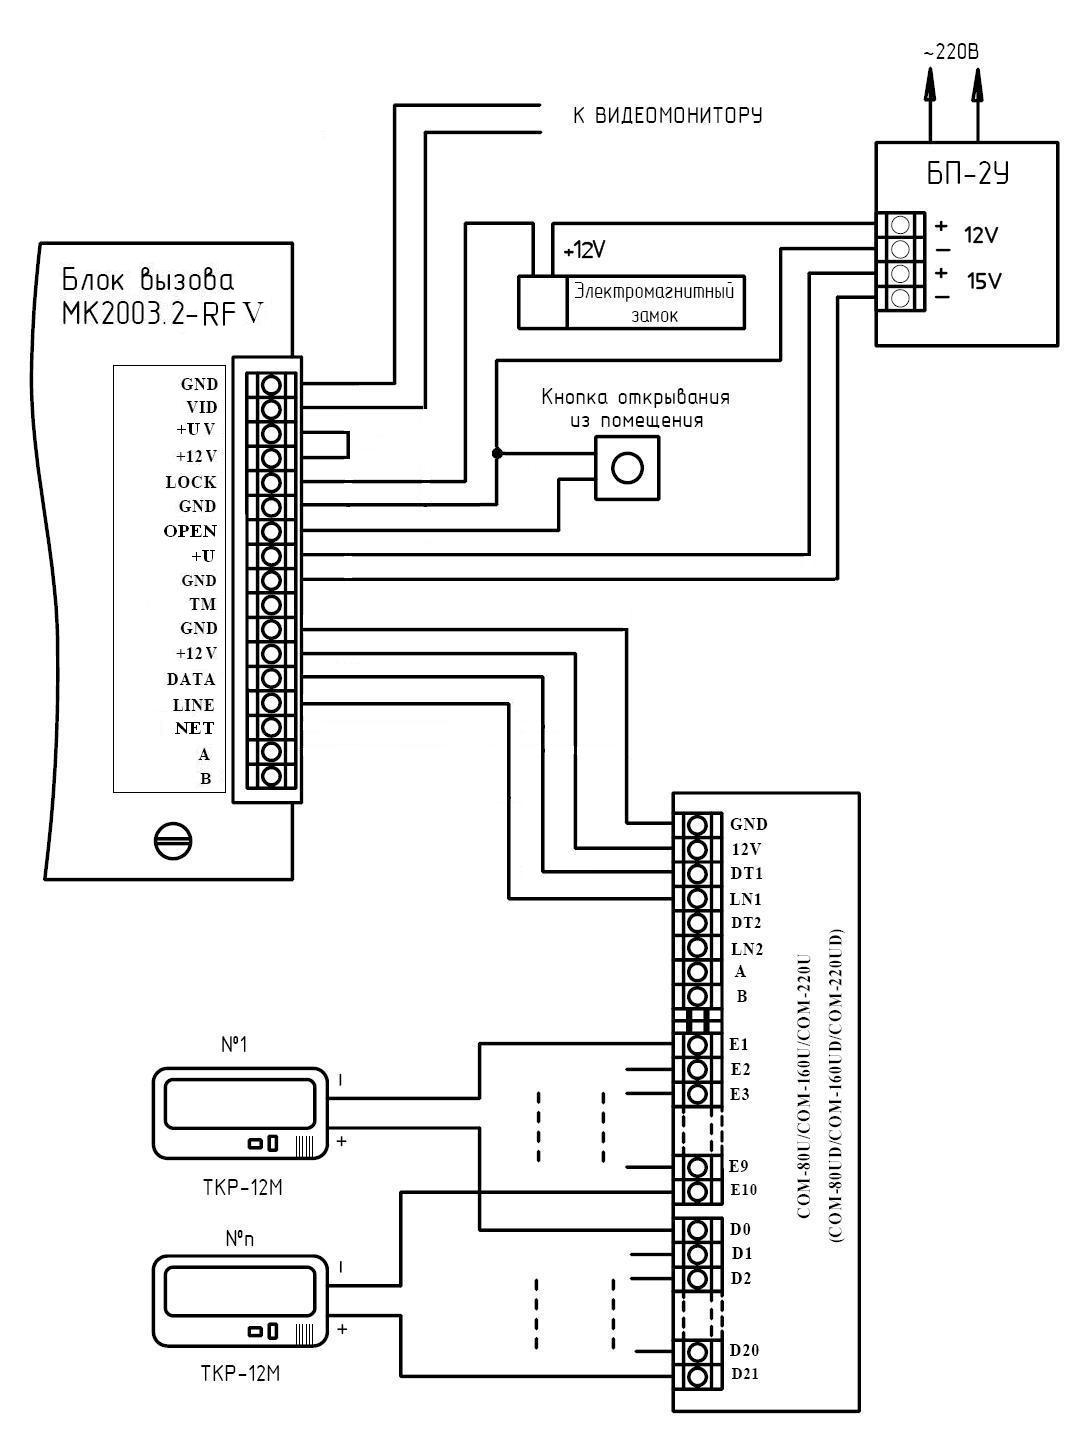 ~220В
К ВИДЕОМОНИТОРУ
БП-2У
+
12V
−
+
15V
−
+12V
Электромагнитный
замок
Блок вызова
МК2003.2-RF V
Кнопка открывания
из помещения
GND
VID
+U V
+12V
LOCK
GND
OPEN
+U
GND
TM
GND
+12V
DATA
LINE
NET
A
B
GND
12V
DT1
LN1
DT2
LN2
A
B
E1
E2
E3
E9
E10
D0
D1
D2
D20
D21
COM-80U/COM-160U/COM-220U
(COM-80UD/COM-160UD/COM-220UD)
№1
−
+
ТКР-12М
№n
−
+
ТКР-12М